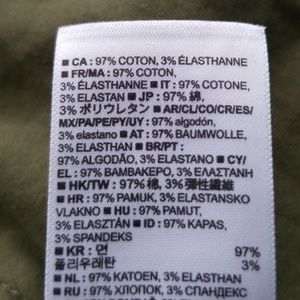 ■ CA : 97% COTON, 3% ÉLASTHANNE
■ FR/MA : 97% COTON,
3% ÉLASTHANNE ■ IT : 97% COTONE,
3% ELASTAN ■ JP : 97% 綿,
3% ポリウレタン ■ AR/CL/CO/CR/ES/
MX/PA/PE/PY/UY: 97% algodón,
3% elastano ■ AT : 97% BAUMWOLLE,
3% ELASTHAN ■ BR/PT :
97% ALGODÃO, 3% ELASTANO ■ CY/
EL : 97% ΒΑΜΒΑΚΕΡΟ, 3% ΕΛΑΣΤΑΝΗ
■ HK/TW : 97% 棉, 3% 彈性纖維
■ HR : 97% PAMUK, 3% ELASTANSKO
VLAKNO ■ HU : 97% PAMUT,
3% ELASZTÁN ■ ID : 97% KAPAS,
3% SPANDEKS
■ KR : 면 97%
폴리우레탄 3%
■ NL : 97% KATOEN, 3% ELASTAAN
■ RU : 97% ХЛОПОК, 3% СПАНДЕКС